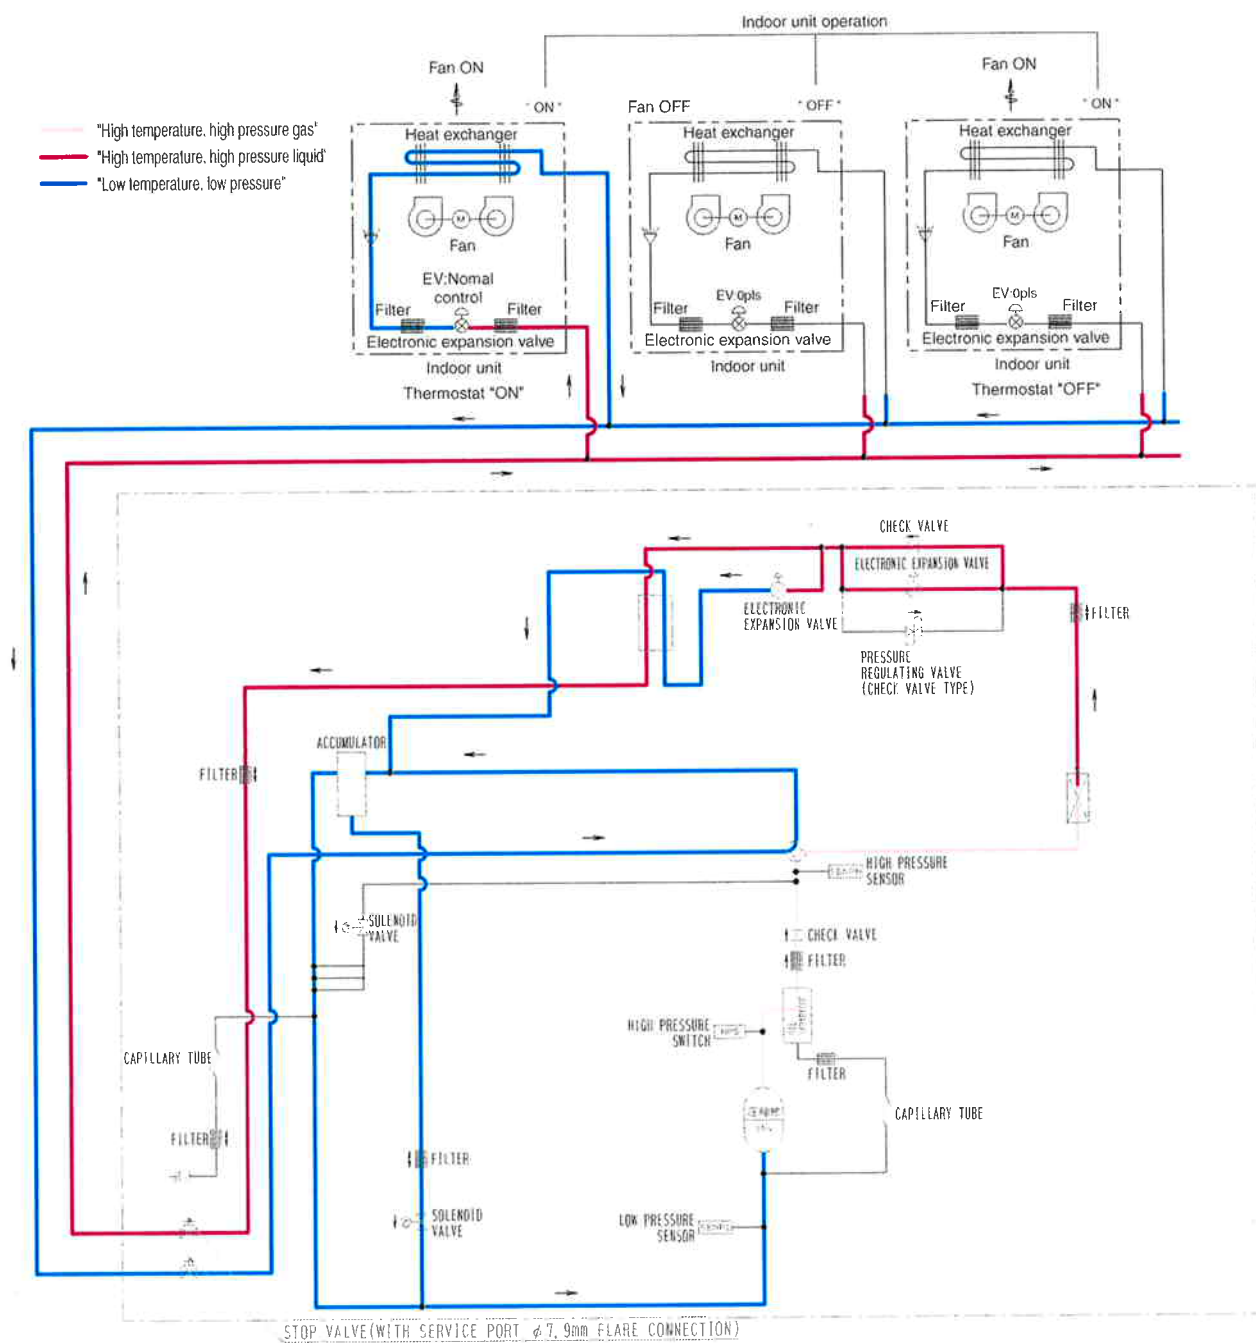 Indoor unit operation
Fan ON
"ON"
Fan OFF
"OFF"
Fan ON
"ON"
"High temperature, high pressure gas"
"High temperature, high pressure liquid"
"Low temperature, low pressure"
Heat exchanger
M
Fan
EV:Nomal
control
Filter
Filter
Electronic expansion valve
Indoor unit
Thermostat "ON"
Heat exchanger
M
Fan
EV:0pls
Filter
Filter
Electronic expansion valve
Indoor unit
Heat exchanger
M
Fan
EV:0pls
Filter
Filter
Electronic expansion valve
Indoor unit
Thermostat "OFF"
CHECK VALVE
ELECTRONIC EXPANSION VALVE
ELECTRONIC
EXPANSION VALVE
FILTER
PRESSURE
REGULATING VALVE
(CHECK VALVE TYPE)
ACCUMULATOR
FILTER
HIGH PRESSURE
SENSOR
SOLENOID
VALVE
CHECK VALVE
FILTER
HIGH PRESSURE
SWITCH
HPS
CAPILLARY TUBE
FILTER
CAPILLARY TUBE
FILTER
FILTER
SOLENOID
VALVE
LOW PRESSURE
SENSOR
STOP VALVE(WITH SERVICE PORT φ7.9mm FLARE CONNECTION)